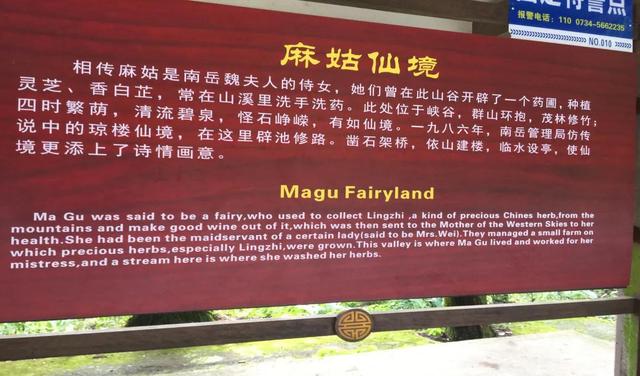 报警电话：110 0734-5662235
NO.010
麻姑仙境
相传麻姑是南岳魏夫人的侍女，她们曾在此山谷开辟了一个药圃，种植
灵芝、香白芷，常在山溪里洗手洗药。此处位于峡谷，群山环抱，茂林修竹；
四时繁荫，清流碧泉，怪石峥嵘，有如仙境。一九八六年，南岳管理局仿传
说中的琼楼仙境，在这里辟池修路。凿石架桥，依山建楼，临水设亭，使仙
境更添上了诗情画意。
Magu Fairyland
Ma Gu was said to be a fairy,who used to collect Lingzhi ,a kind of precious Chines herb,from the
mountains and make good wine out of it,which was then sent to the Mother of the Western Skies to her
health.She had been the maidservant of a certain lady(said to be Mrs.Wei).They managed a small farm on
which precious herbs,especially Lingzhi,were grown.This valley is where Ma Gu lived and worked for her
mistress,and a stream here is where she washed her herbs.